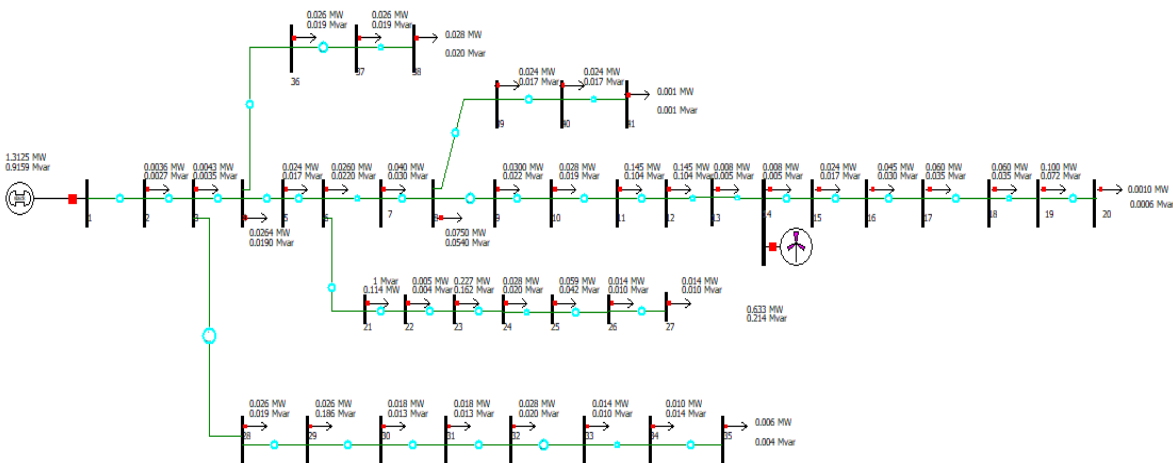 0.026 MW
0.019 Mvar
0.026 MW
0.019 Mvar
0.028 MW
0.020 Mvar
36
37
38
0.024 MW
0.017 Mvar
0.024 MW
0.017 Mvar
0.001 MW
0.001 Mvar
39
40
41
1.3125 MW
0.9159 Mvar
0.0036 MW
0.0027 Mvar
0.0043 MW
0.0035 Mvar
0.024 MW
0.017 Mvar
0.0260 MW
0.0220 Mvar
0.040 MW
0.030 Mvar
0.0300 MW
0.022 Mvar
0.028 MW
0.019 Mvar
0.145 MW
0.104 Mvar
0.145 MW
0.104 Mvar
0.008 MW
0.005 Mvar
0.008 MW
0.005 Mvar
0.024 MW
0.017 Mvar
0.045 MW
0.030 Mvar
0.060 MW
0.035 Mvar
0.060 MW
0.035 Mvar
0.100 MW
0.072 Mvar
0.0010 MW
0.0006 Mvar
1
2
3
5
6
7
8
9
10
11
12
13
14
15
16
17
18
19
20
0.0264 MW
0.0190 Mvar
0.0750 MW
0.0540 Mvar
1 Mvar
0.114 MW
0.005 MW
0.004 Mvar
0.227 MW
0.162 Mvar
0.028 MW
0.020 Mvar
0.059 MW
0.042 Mvar
0.014 MW
0.010 Mvar
0.014 MW
0.010 Mvar
21
22
23
24
25
26
27
0.633 MW
0.214 Mvar
0.026 MW
0.019 Mvar
0.026 MW
0.186 Mvar
0.018 MW
0.013 Mvar
0.018 MW
0.013 Mvar
0.028 MW
0.020 Mvar
0.014 MW
0.010 Mvar
0.010 MW
0.014 Mvar
0.006 MW
0.004 Mvar
28
29
30
31
32
33
34
35